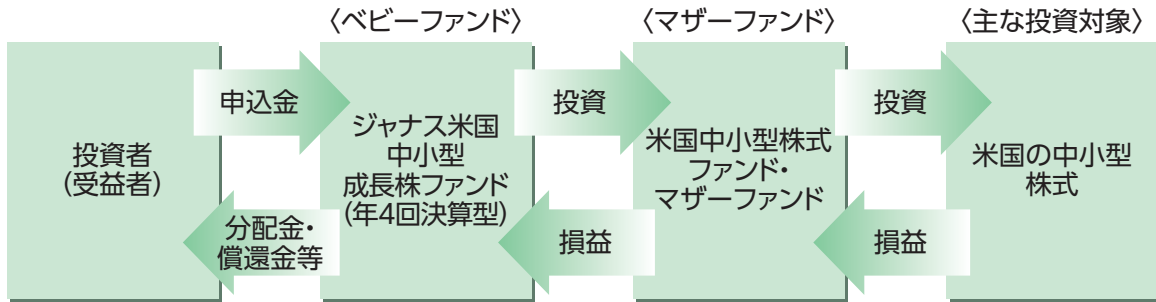 〈ベビーファンド〉
〈マザーファンド〉
〈主な投資対象〉
投資者
(受益者)
申込金
分配金・
償還金等
ジャナス米国
中小型
成長株ファンド
(年4回決算型)
投資
損益
米国中小型株式
ファンド・
マザーファンド
投資
損益
米国の中小型
株式